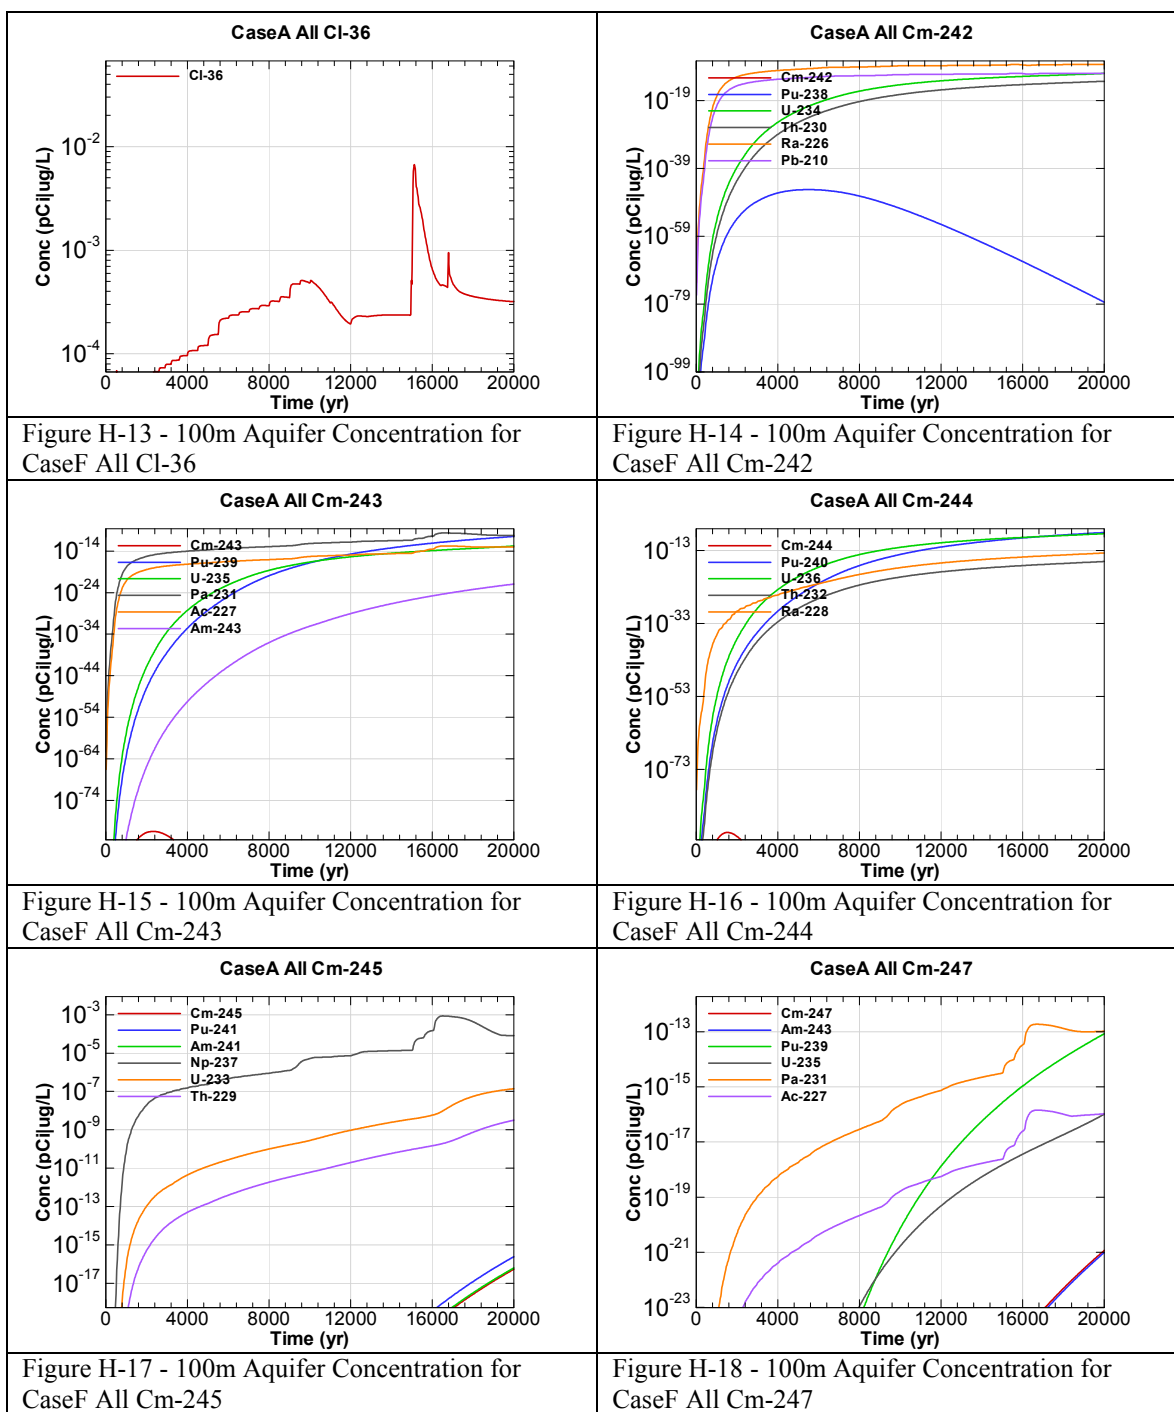 CaseA All Cl-36
Cl-36
Conc (pCi|ug/L)
10-2
10-3
10-4
0 4000 8000 12000 16000 20000
Time (yr)
Figure H-13 - 100m Aquifer Concentration for
CaseF All Cl-36
CaseA All Cm-242
Cm-242
Pu-238
U-234
Th-230
Ra-226
Pb-210
Conc (pCi|ug/L)
10-19
10-39
10-59
10-79
10-99
0 4000 8000 12000 16000 20000
Time (yr)
Figure H-14 - 100m Aquifer Concentration for
CaseF All Cm-242
CaseA All Cm-243
Cm-243
Pu-239
U-235
Pa-231
Ac-227
Am-243
Conc (pCi|ug/L)
10-14
10-24
10-34
10-44
10-54
10-64
10-74
0 4000 8000 12000 16000 20000
Time (yr)
Figure H-15 - 100m Aquifer Concentration for
CaseF All Cm-243
CaseA All Cm-244
Cm-244
Pu-240
U-236
Th-232
Ra-228
Conc (pCi|ug/L)
10-13
10-33
10-53
10-73
0 4000 8000 12000 16000 20000
Time (yr)
Figure H-16 - 100m Aquifer Concentration for
CaseF All Cm-244
CaseA All Cm-245
Cm-245
Pu-241
Am-241
Np-237
U-233
Th-229
Conc (pCi|ug/L)
10-3
10-5
10-7
10-9
10-11
10-13
10-15
10-17
0 4000 8000 12000 16000 20000
Time (yr)
Figure H-17 - 100m Aquifer Concentration for
CaseF All Cm-245
CaseA All Cm-247
Cm-247
Am-243
Pu-239
U-235
Pa-231
Ac-227
Conc (pCi|ug/L)
10-13
10-15
10-17
10-19
10-21
10-23
0 4000 8000 12000 16000 20000
Time (yr)
Figure H-18 - 100m Aquifer Concentration for
CaseF All Cm-247